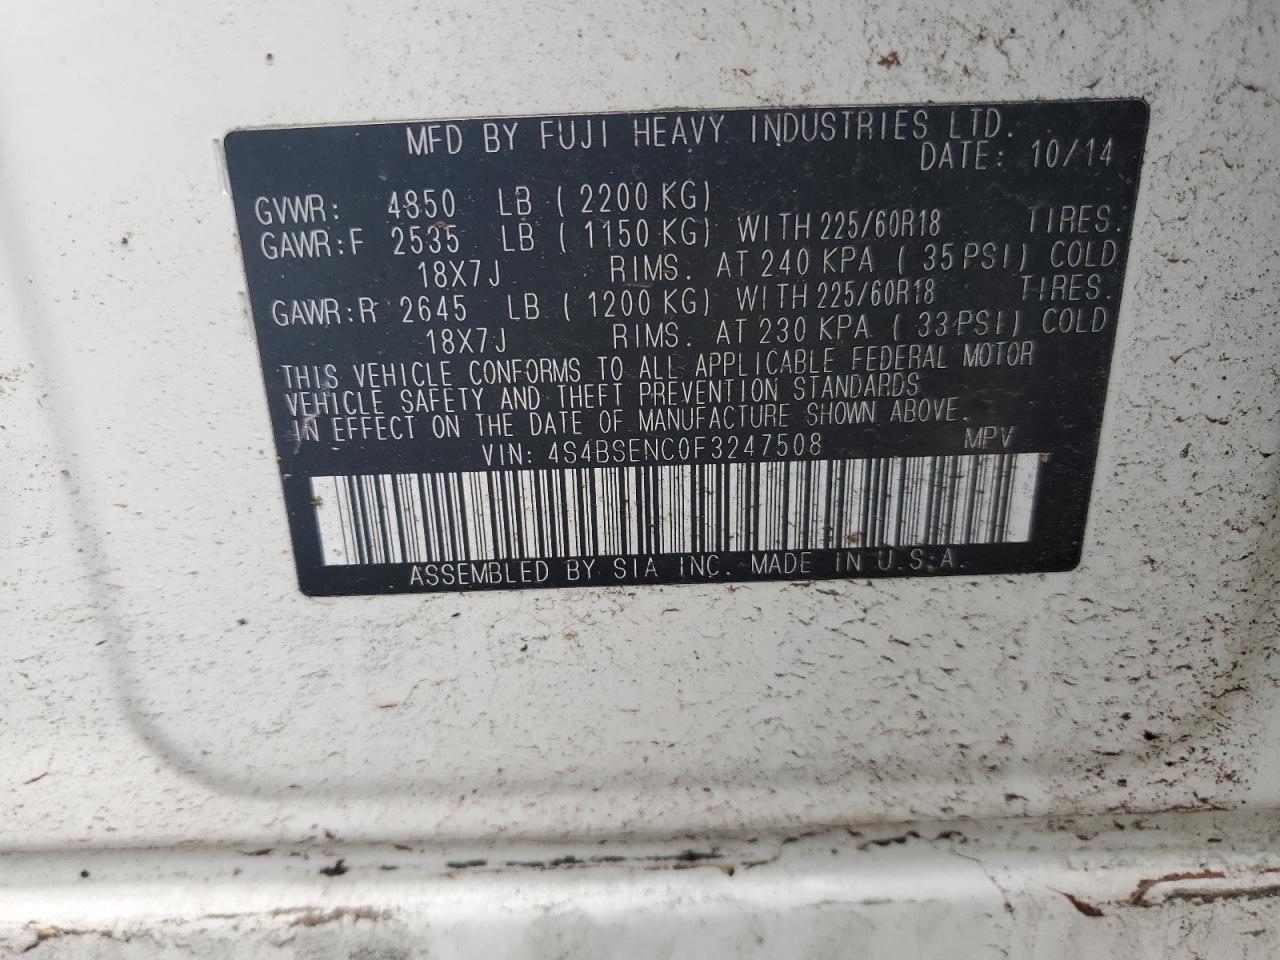 MFD BY FUJI HEAVY INDUSTRIES LTD.
DATE: 10/14
GVWR: 4850 LB ( 2200 KG)
GAWR:F 2535 LB ( 1150 KG) WITH 225/60R18 TIRES.
18X7J RIMS. AT 240 KPA ( 35 PSI) COLD
GAWR:R 2645 LB ( 1200 KG) WITH 225/60R18 TIRES.
18X7J RIMS. AT 230 KPA ( 33 PSI) COLD
THIS VEHICLE CONFORMS TO ALL APPLICABLE FEDERAL MOTOR
VEHICLE SAFETY AND THEFT PREVENTION STANDARDS
IN EFFECT ON THE DATE OF MANUFACTURE SHOWN ABOVE.
VIN: 4S4BSENC0F3247508 MPV
ASSEMBLED BY SIA INC. MADE IN U.S.A.